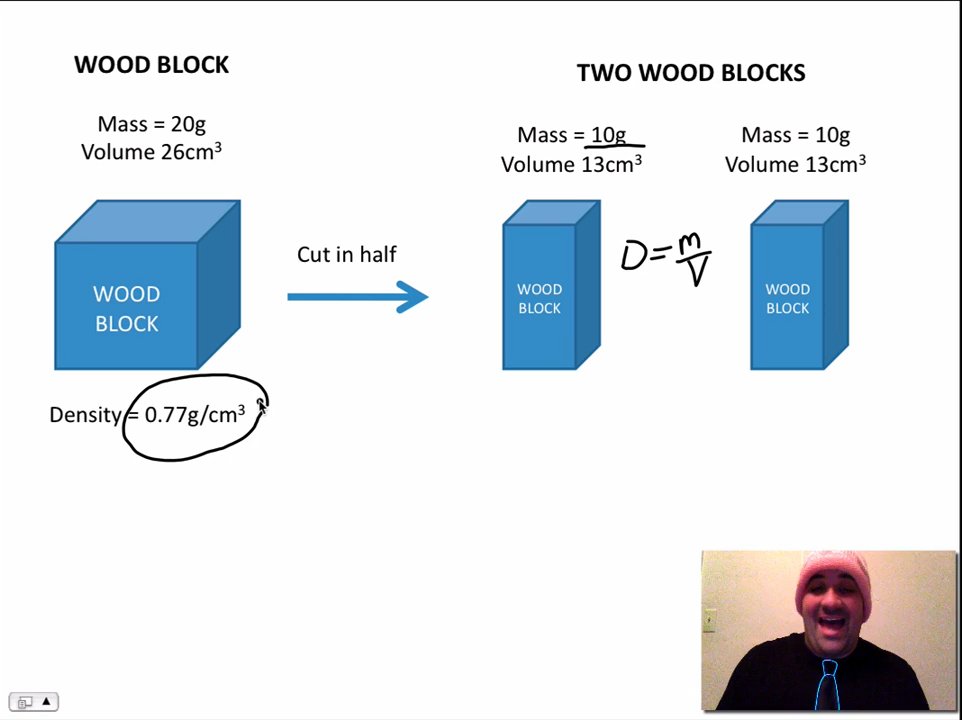 WOOD BLOCK
Mass = 20g
Volume 26cm³
WOOD
BLOCK
Density = 0.77g/cm³
Cut in half
TWO WOOD BLOCKS
Mass = 10g
Volume 13cm³
WOOD
BLOCK
D = m/V
Mass = 10g
Volume 13cm³
WOOD
BLOCK